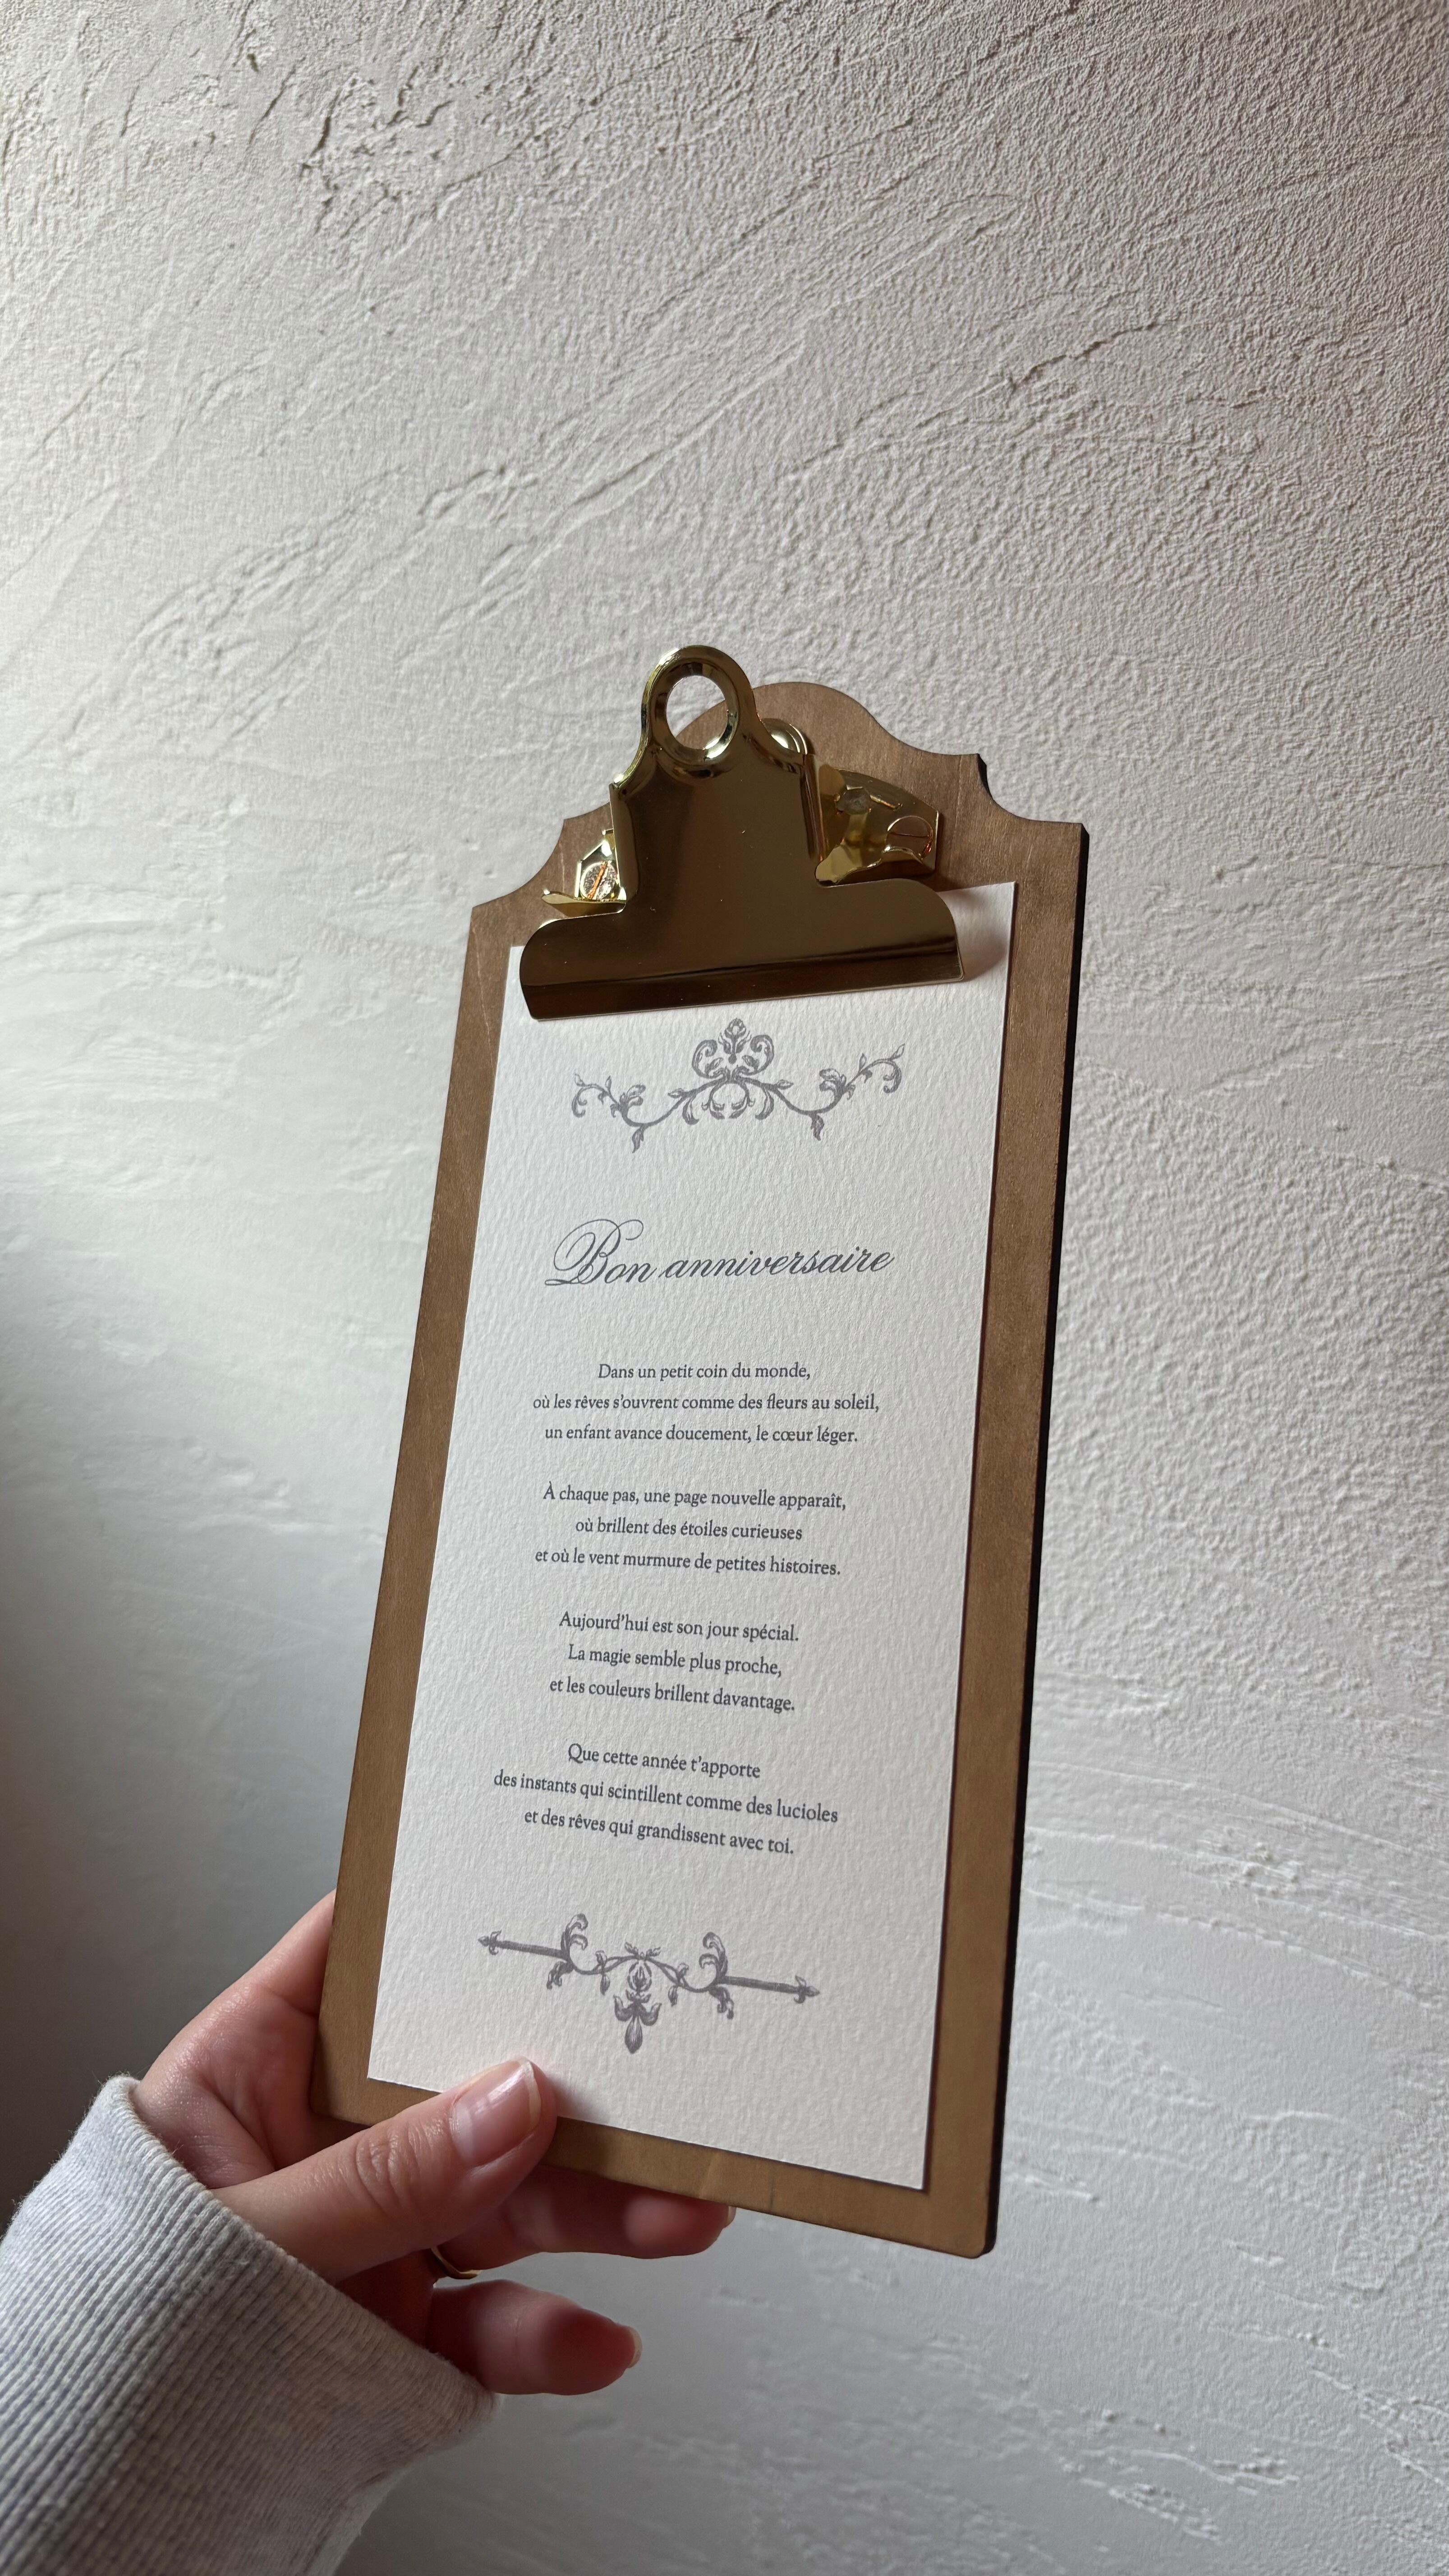 Bon anniversaire
Dans un petit coin du monde,
où les rêves s'ouvrent comme des fleurs au soleil,
un enfant avance doucement, le cœur léger.
À chaque pas, une page nouvelle apparaît,
où brillent des étoiles curieuses
et où le vent murmure de petites histoires.
Aujourd'hui est son jour spécial.
La magie semble plus proche,
et les couleurs brillent davantage.
Que cette année t'apporte
des instants qui scintillent comme des lucioles
et des rêves qui grandissent avec toi.